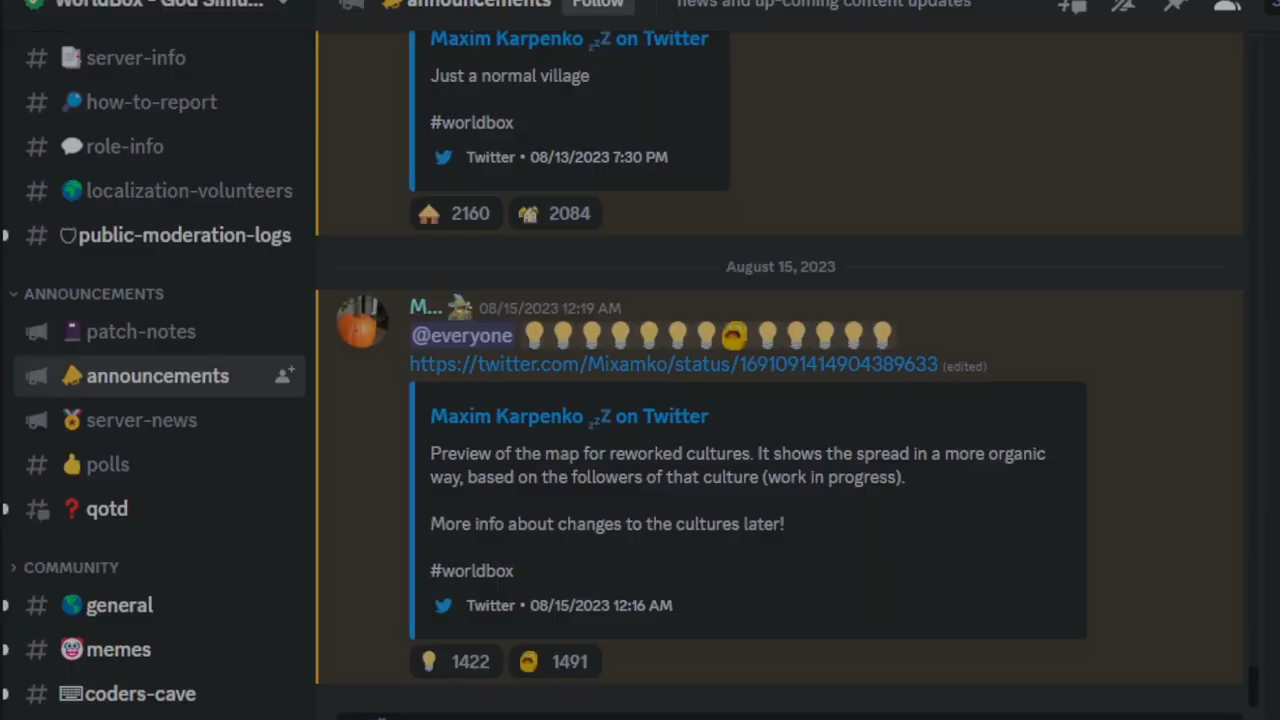 WorldBox - God Simu...
announcements
Follow
news and up-coming content updates
server-info
how-to-report
role-info
localization-volunteers
public-moderation-logs
ANNOUNCEMENTS
patch-notes
announcements
server-news
polls
qotd
COMMUNITY
general
memes
coders-cave
Maxim Karpenko 💤 on Twitter
Just a normal village
#worldbox
Twitter • 08/13/2023 7:30 PM
2160 2084
August 15, 2023
M... 08/15/2023 12:19 AM
@everyone
https://twitter.com/Mixamko/status/1691091414904389633 (edited)
Maxim Karpenko 💤 on Twitter
Preview of the map for reworked cultures. It shows the spread in a more organic
way, based on the followers of that culture (work in progress).
More info about changes to the cultures later!
#worldbox
Twitter • 08/15/2023 12:16 AM
1422 1491